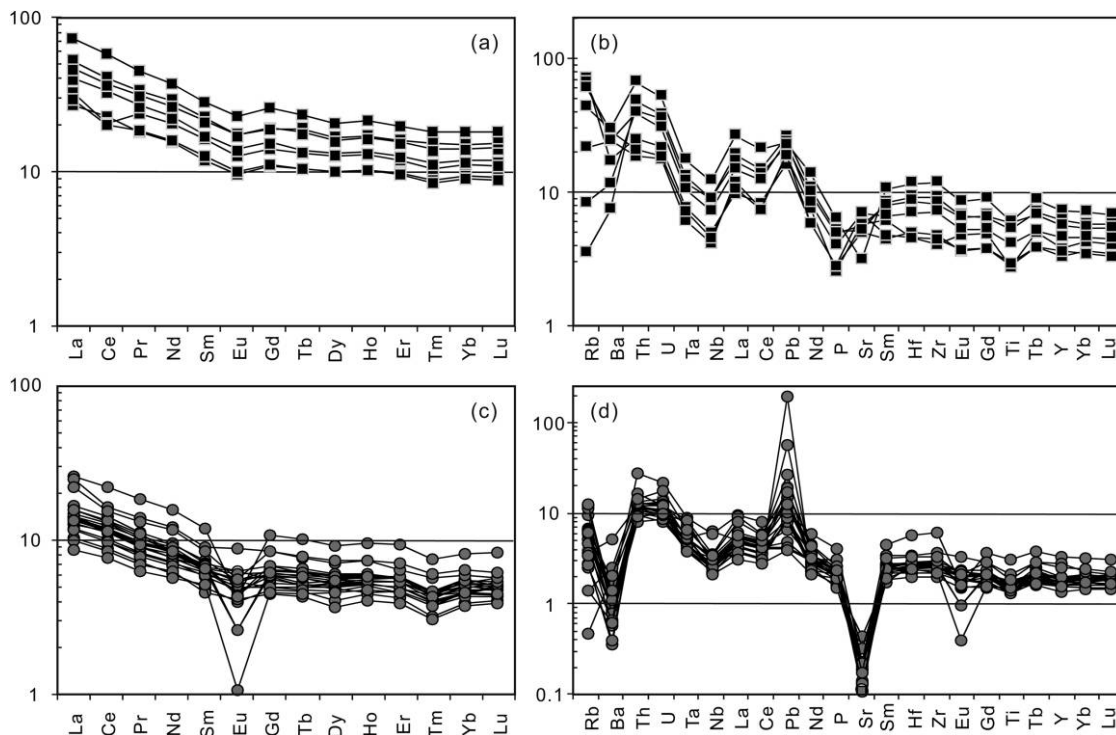 100 (a) 100 (b)
10 10
1 1
La Ce Pr Nd Sm Eu Gd Tb Dy Ho Er Tm Yb Lu Rb Ba Th U Ta Nb La Ce Pb Nd P Sr Sm Hf Zr Eu Gd Ti Tb Y Yb Lu
100 (c) 100 (d)
10 10
1 1
0.1
La Ce Pr Nd Sm Eu Gd Tb Dy Ho Er Tm Yb Lu Rb Ba Th U Ta Nb La Ce Pb Nd P Sr Sm Hf Zr Eu Gd Ti Tb Y Yb Lu